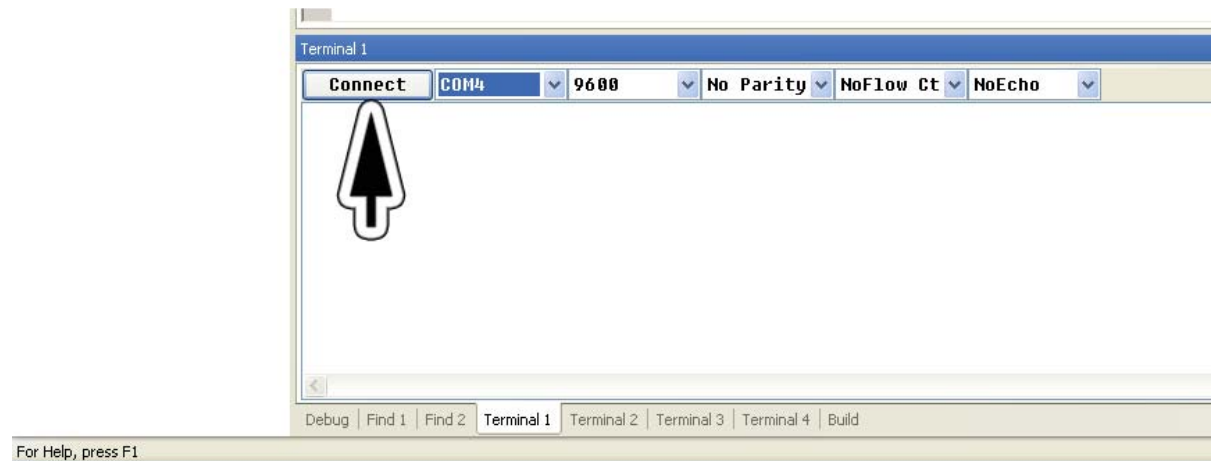 Terminal 1
Connect COM4 9600 No Parity NoFlow Ct NoEcho
Debug Find 1 Find 2 Terminal 1 Terminal 2 Terminal 3 Terminal 4 Build
For Help, press F1